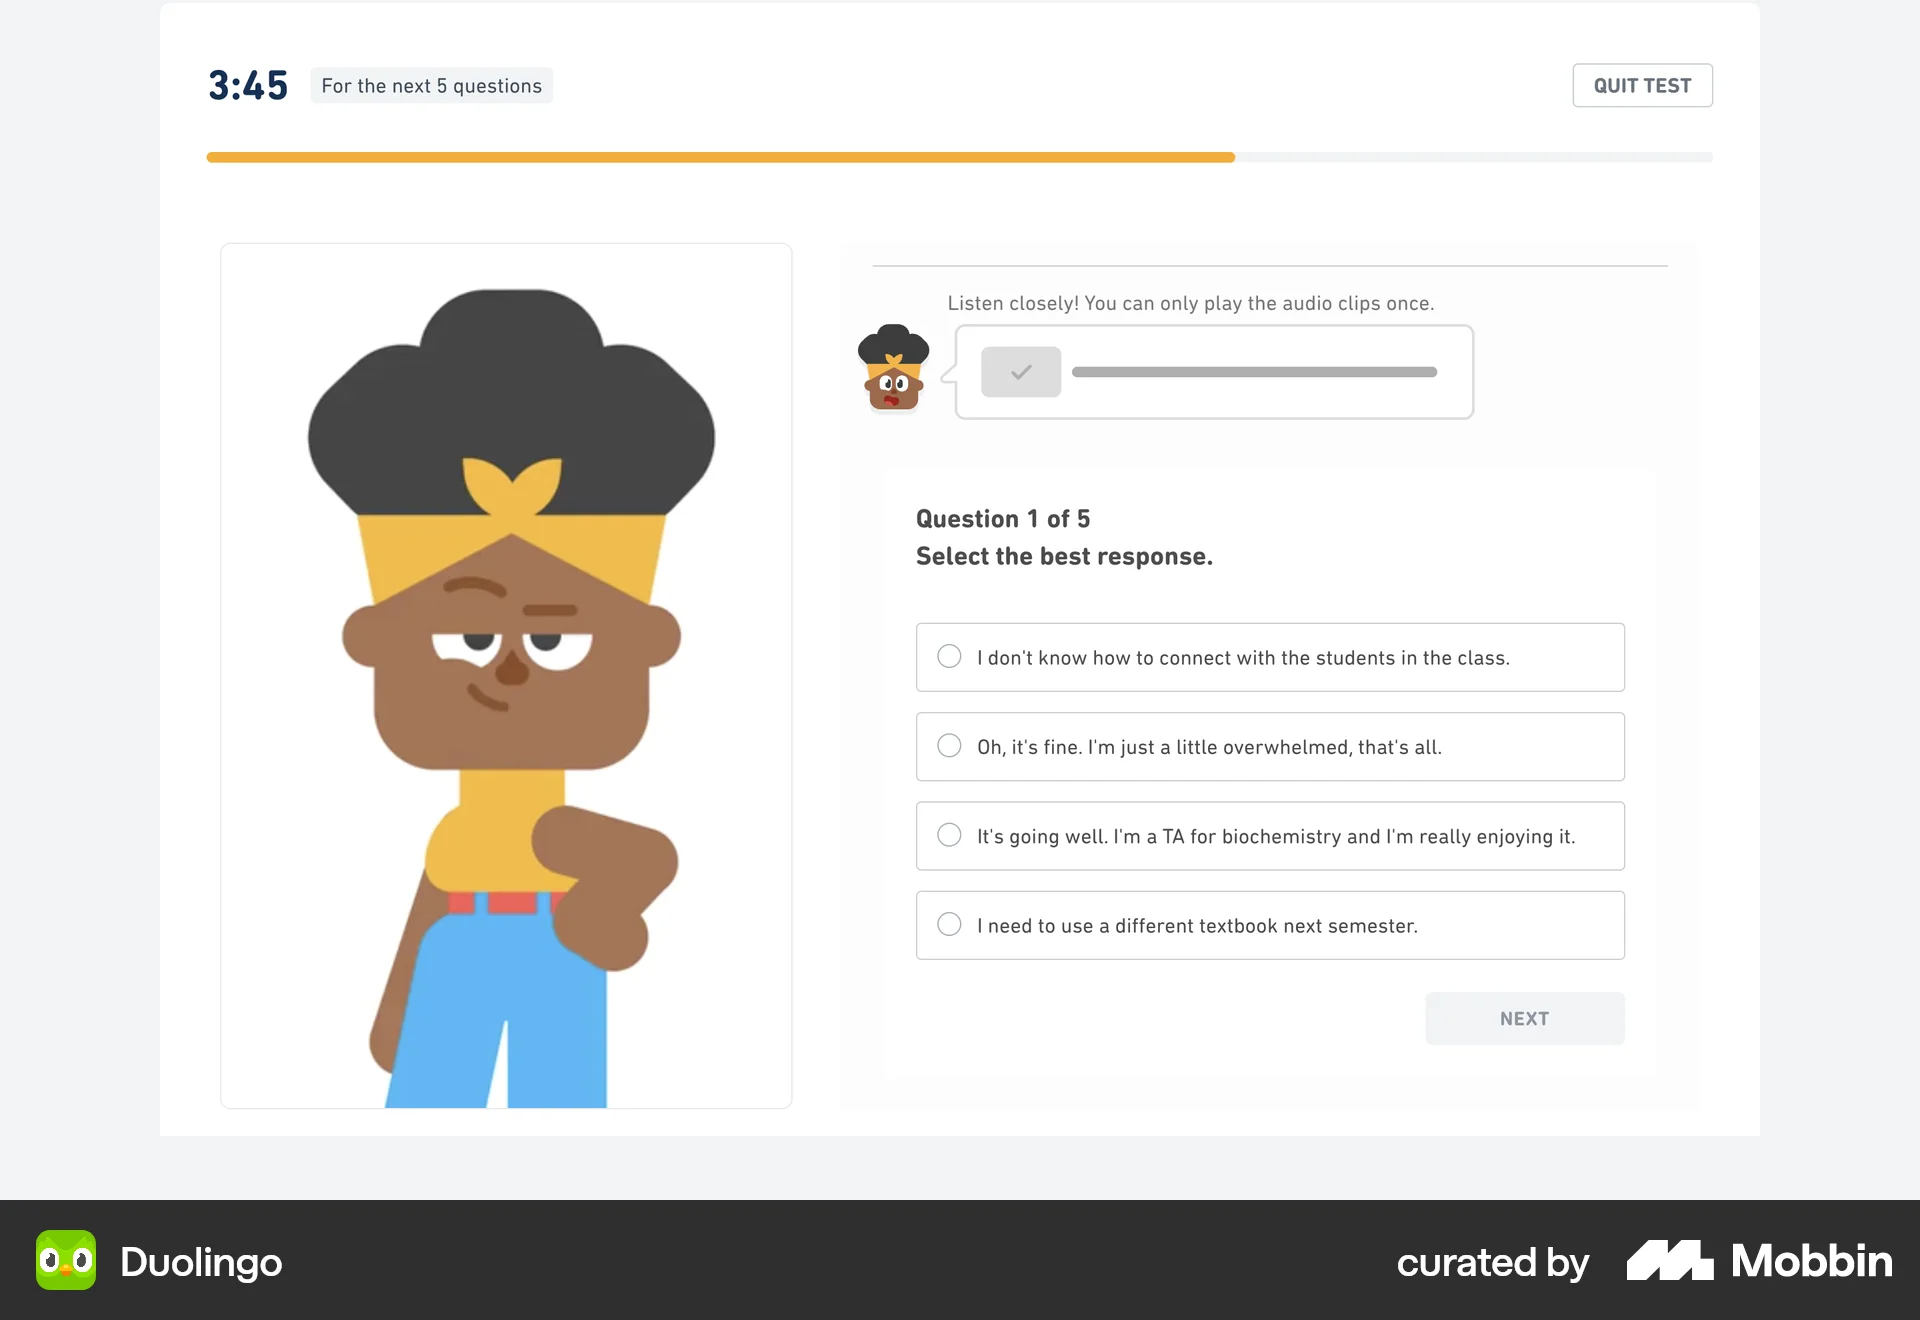 3:45
For the next 5 questions
QUIT TEST
Listen closely! You can only play the audio clips once.
Question 1 of 5
Select the best response.
I don't know how to connect with the students in the class.
Oh, it's fine. I'm just a little overwhelmed, that's all.
It's going well. I'm a TA for biochemistry and I'm really enjoying it.
I need to use a different textbook next semester.
NEXT
Duolingo
curated by Mobbin